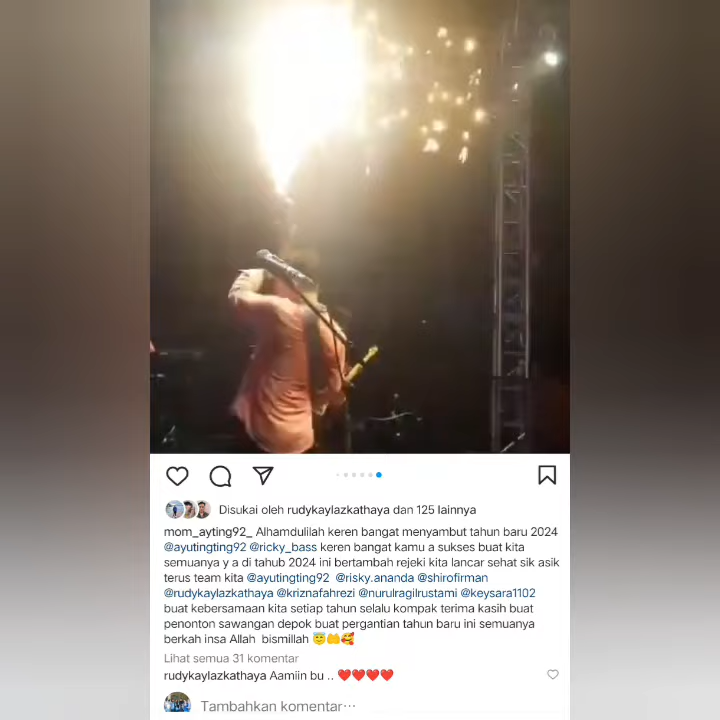 Disukai oleh rudykaylazkathaya dan 125 lainnya
mom_ayting92_ Alhamdulilah keren bangat menyambut tahun baru 2024
@ayutingting92 @ricky_bass keren bangat kamu a sukses buat kita
semuanya y a di tahub 2024 ini bertambah rejeki kita lancar sehat sik asik
terus team kita @ayutingting92 @risky.ananda @shirofirman
@rudykaylazkathaya @kriznafahrezi @nurulragilrustami @keysara1102
buat kebersamaan kita setiap tahun selalu kompak terima kasih buat
penonton sawangan depok buat pergantian tahun baru ini semuanya
berkah insa Allah bismillah 😇🤲🥰
Lihat semua 31 komentar
rudykaylazkathaya Aamiin bu .. ❤️❤️❤️❤️
Tambahkan komentar...